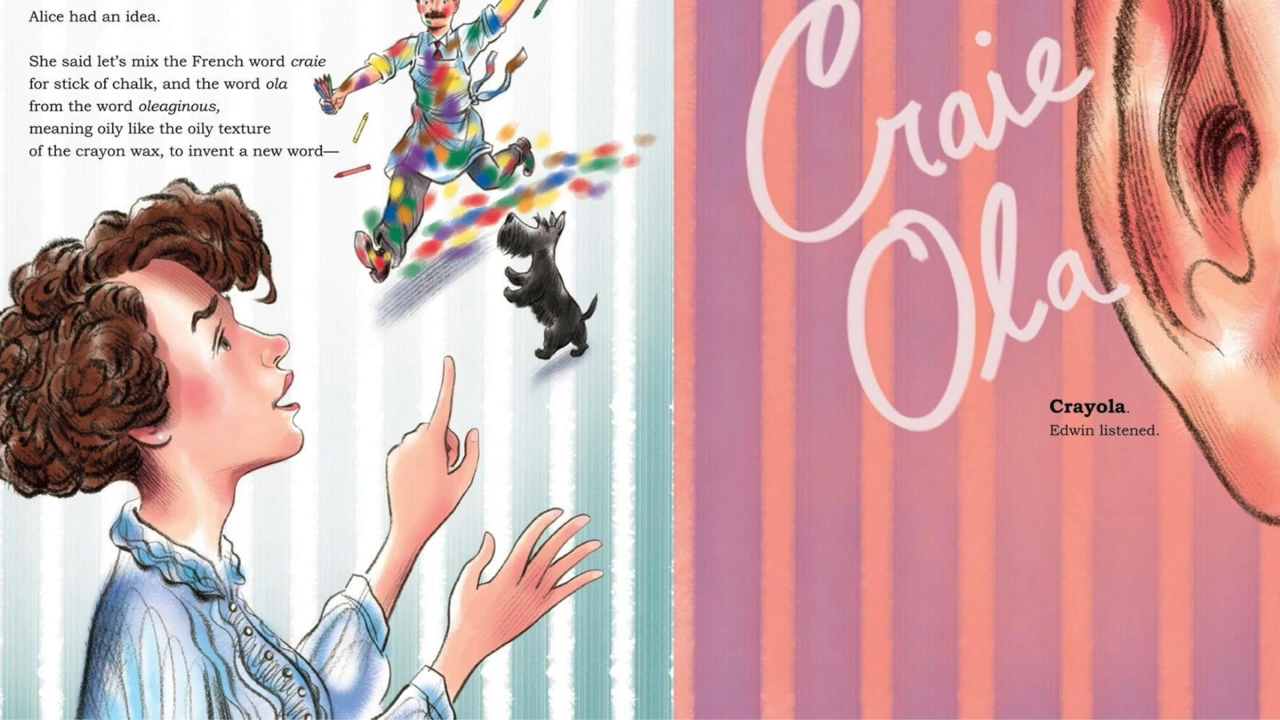 Alice had an idea.
She said let's mix the French word craie
for stick of chalk, and the word ola
from the word oleaginous,
meaning oily like the oily texture
of the crayon wax, to invent a new word—
Craie
Ola
Crayola.
Edwin listened.